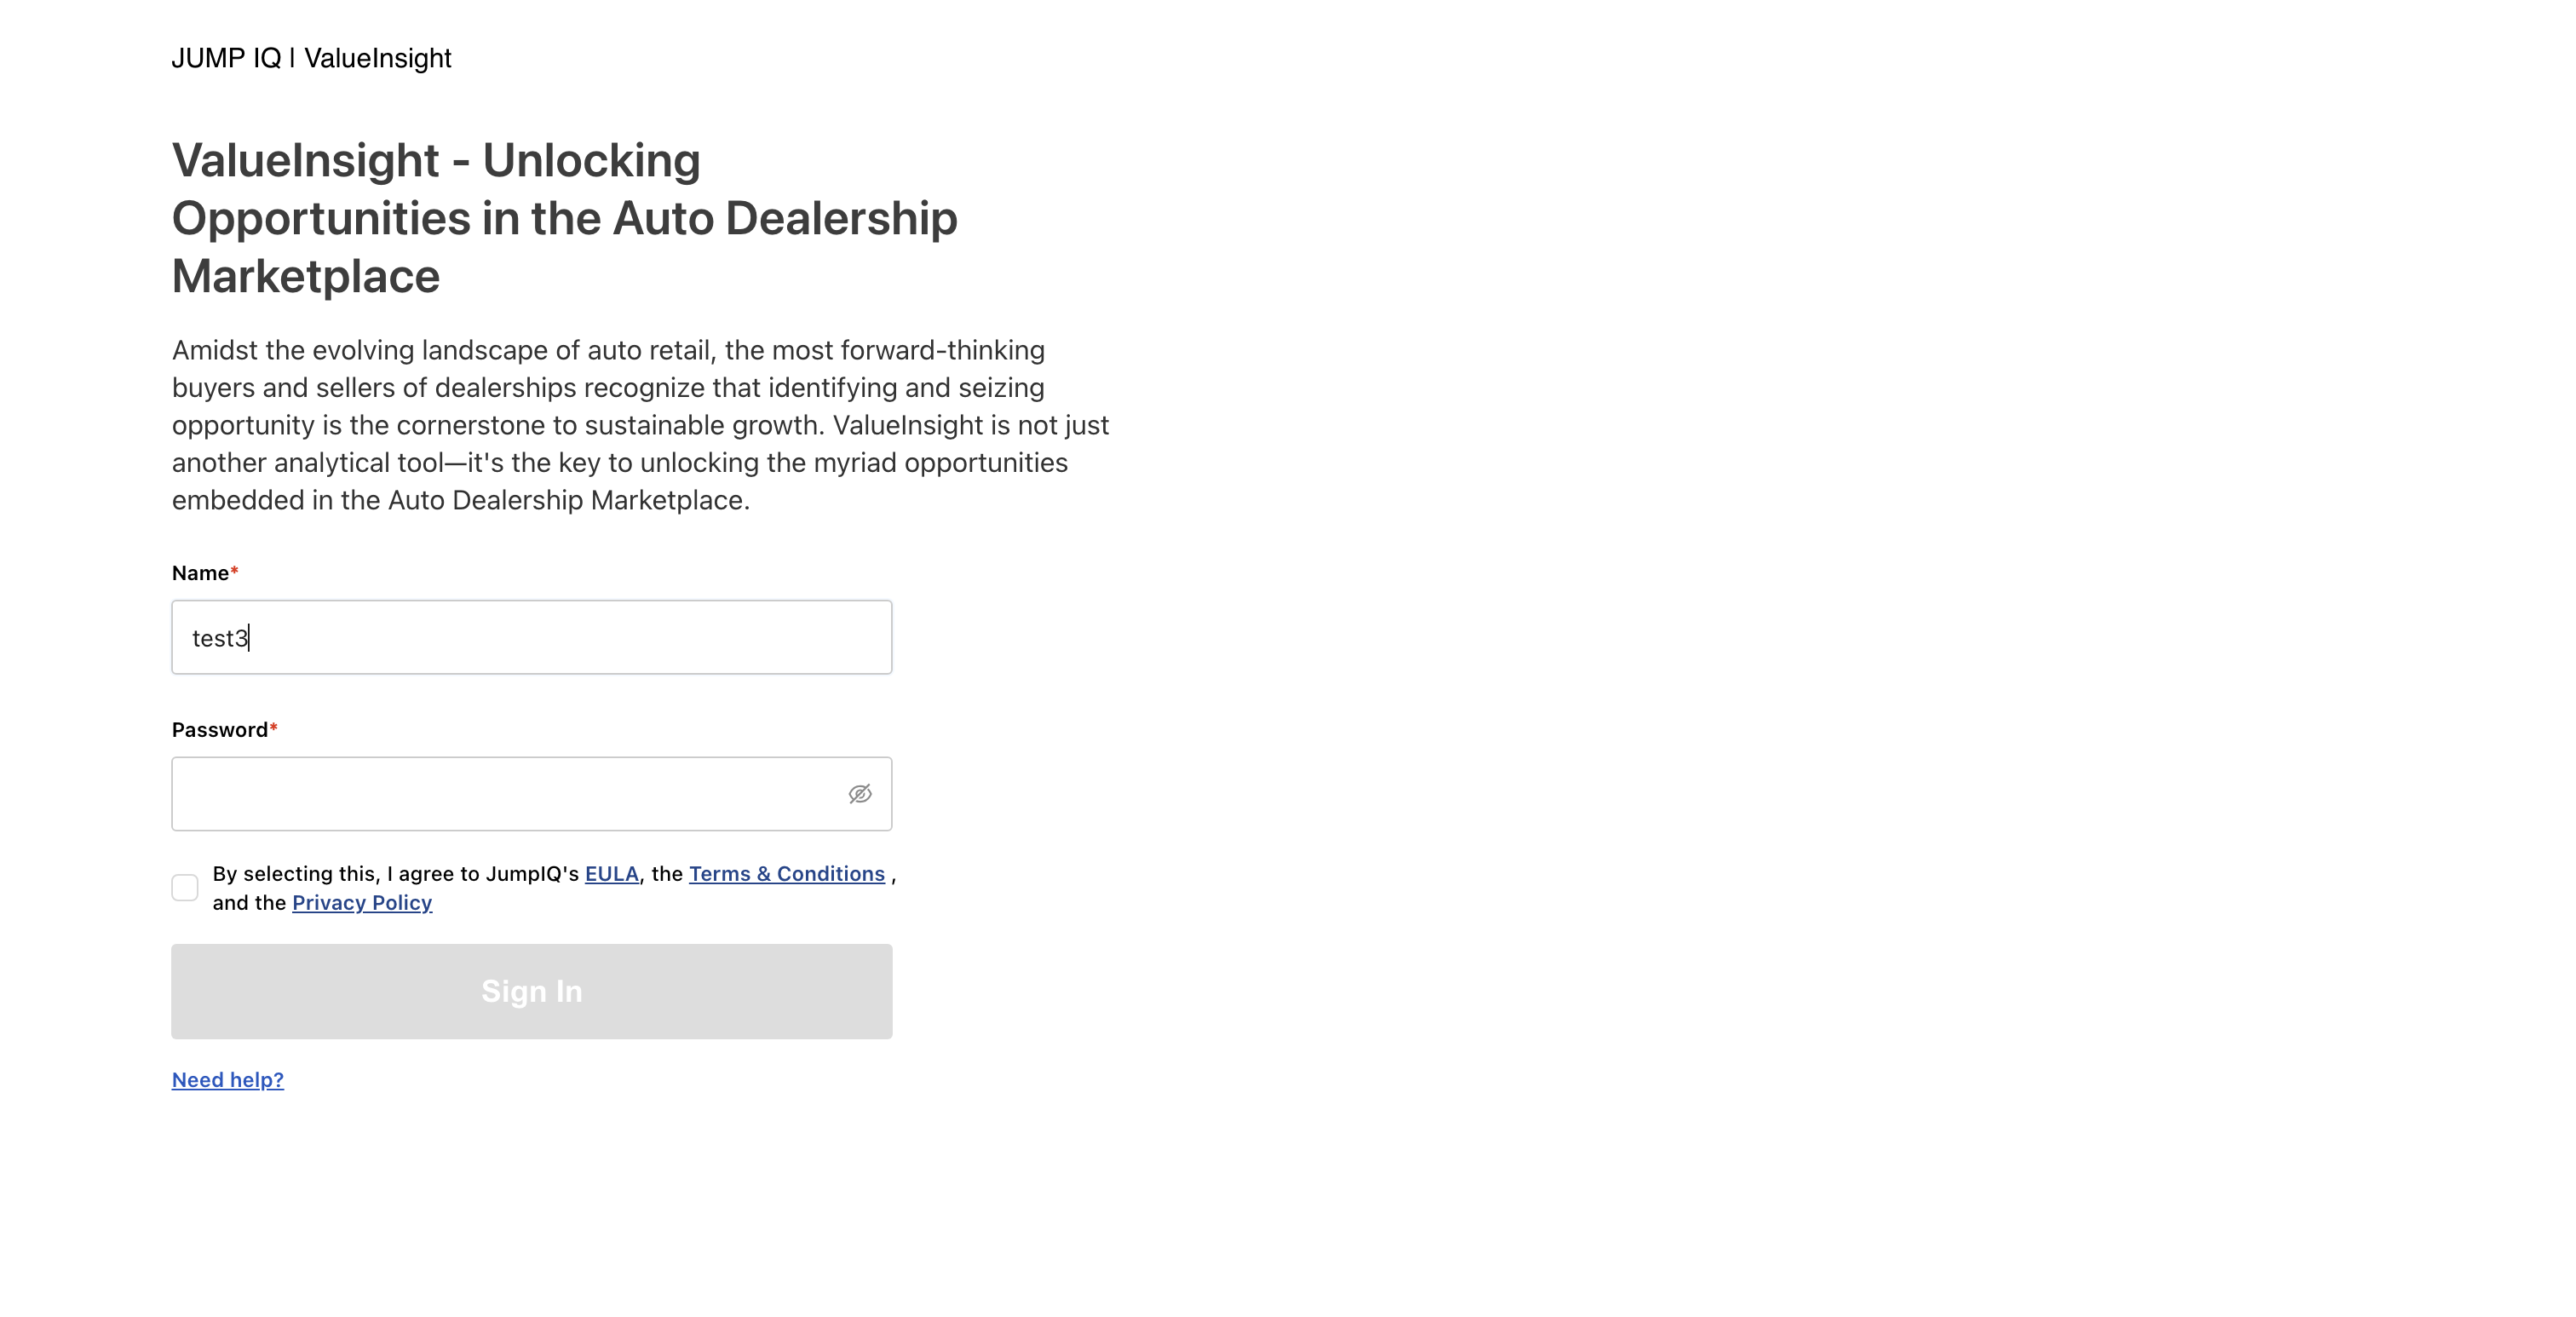 JUMP IQ | ValueInsight
ValueInsight - Unlocking
Opportunities in the Auto Dealership
Marketplace
Amidst the evolving landscape of auto retail, the most forward-thinking
buyers and sellers of dealerships recognize that identifying and seizing
opportunity is the cornerstone to sustainable growth. ValueInsight is not just
another analytical tool—it's the key to unlocking the myriad opportunities
embedded in the Auto Dealership Marketplace.
Name*
test3
Password*
By selecting this, I agree to JumpIQ's EULA, the Terms & Conditions ,
and the Privacy Policy
Sign In
Need help?